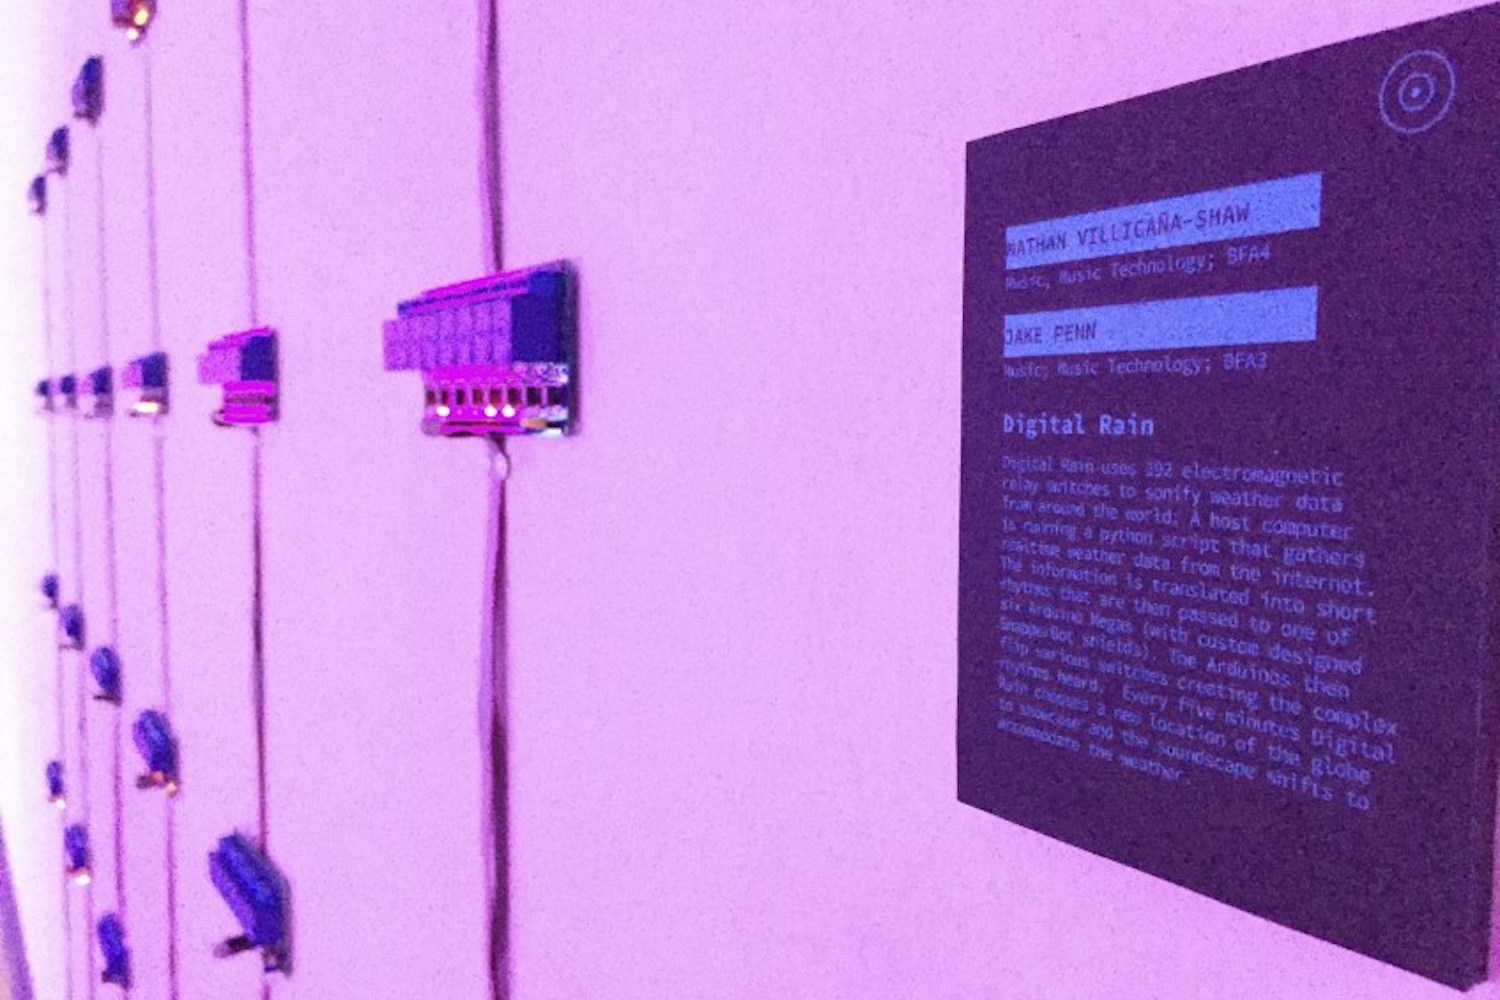 NATHAN VILLICAÑA-SHAW
Music, Music Technology; BFA4
JAKE PENN
Music, Music Technology; BFA3
Digital Rain
Digital Rain uses 192 electromagnetic
relay switches to sonify weather data
from around the world. A host computer
is running a python script that gathers
realtime weather data from the internet.
The information is translated into short
rhythms that are then passed to one of
six Arduino Megas (with custom designed
SnapperBot shields). The Arduinos then
flip various switches creating the complex
rhythms heard. Every five minutes Digital
Rain chooses a new location of the globe
to showcase and the soundscape shifts to
accommodate the weather.